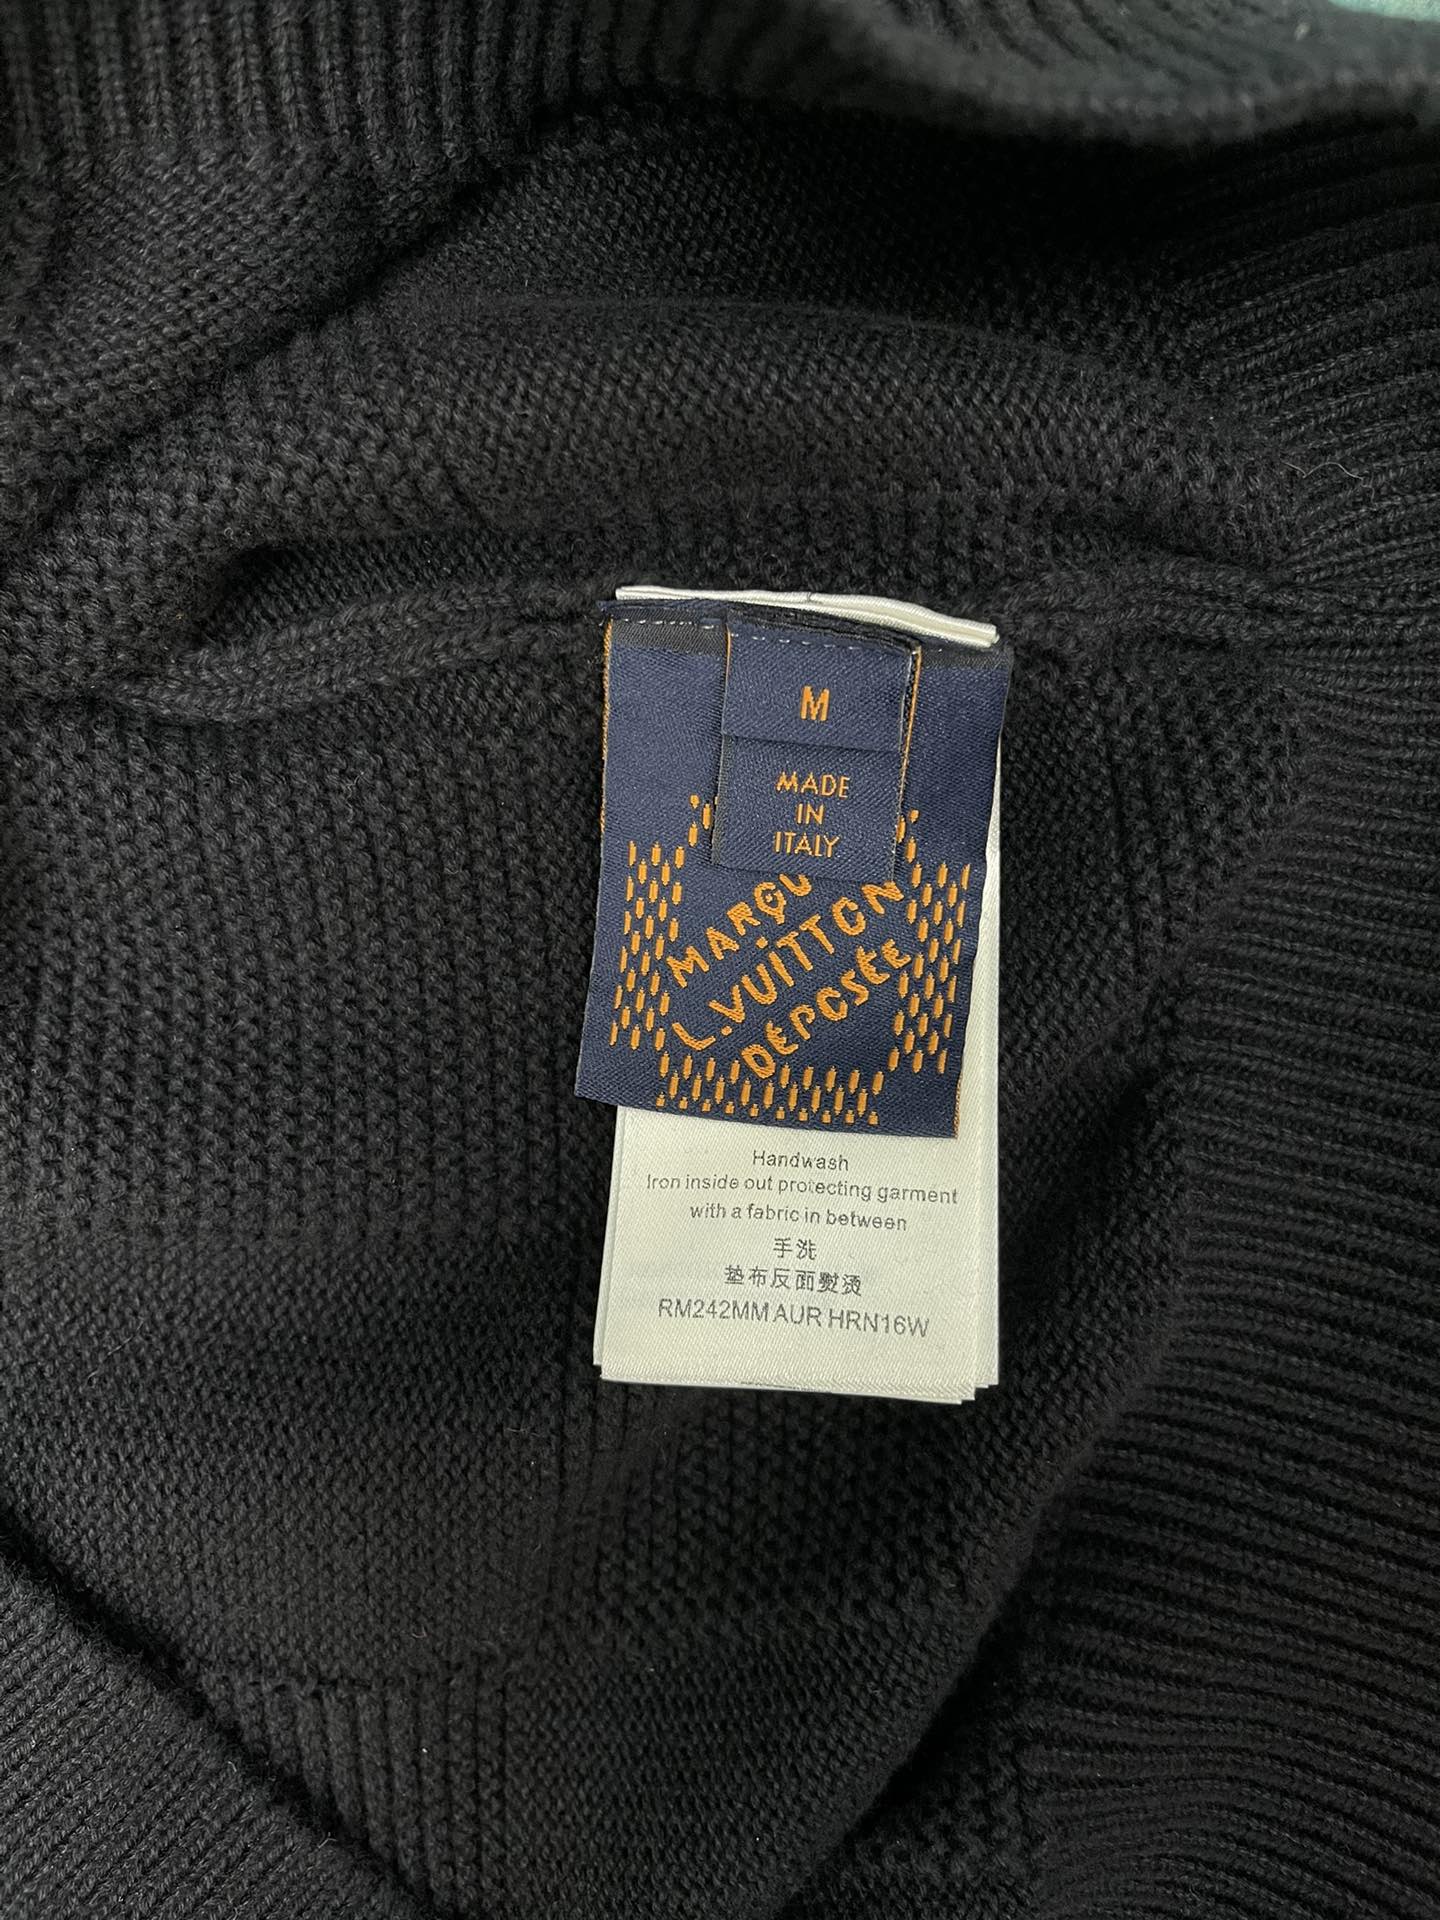 M
MADE
IN
ITALY
MARQU
L.VUITTON
DÉPOSÉE
Handwash
Iron inside out protecting garment
with a fabric in between
手洗
垫布反面熨烫
RM242MM AUR HRN16W